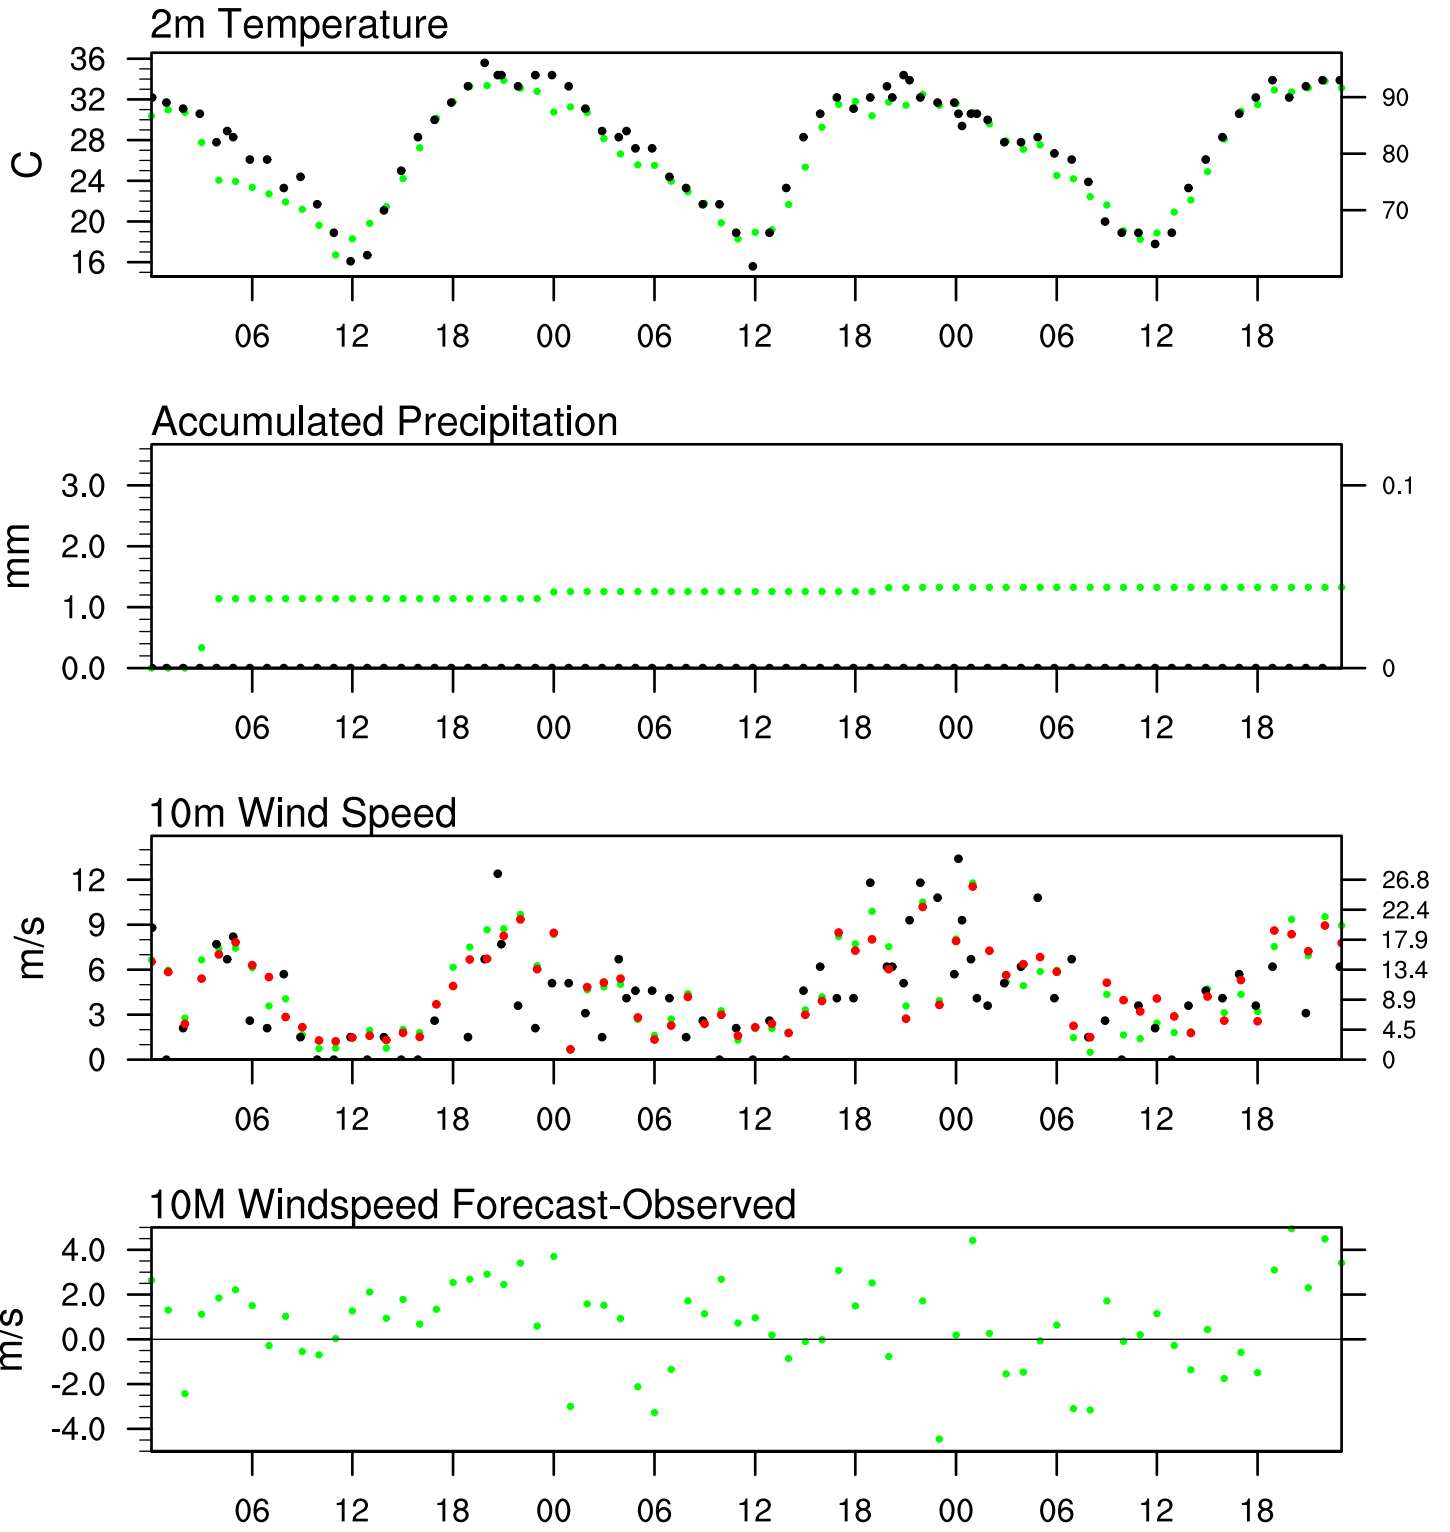 2m Temperature
36
32
28
24
20
16
C
90
80
70
06 12 18 00 06 12 18 00 06 12 18
Accumulated Precipitation
3.0
2.0
1.0
0.0
mm
0.1
0
06 12 18 00 06 12 18 00 06 12 18
10m Wind Speed
12
9
6
3
0
m/s
26.8
22.4
17.9
13.4
8.9
4.5
0
06 12 18 00 06 12 18 00 06 12 18
10M Windspeed Forecast-Observed
4.0
2.0
0.0
-2.0
-4.0
m/s
06 12 18 00 06 12 18 00 06 12 18